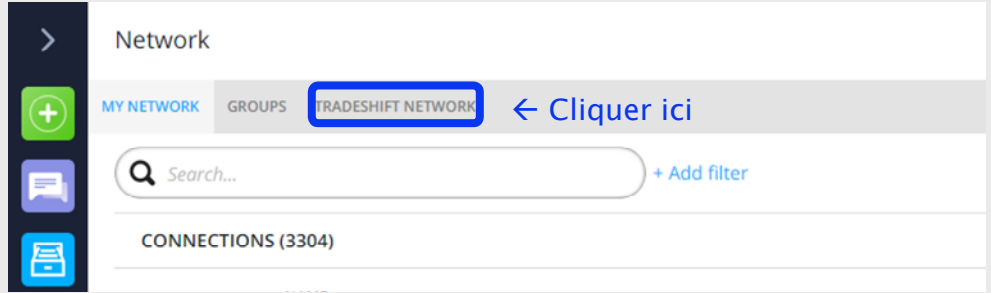 Network
MY NETWORK GROUPS TRADESHIFT NETWORK ← Cliquer ici
Search... + Add filter
CONNECTIONS (3304)